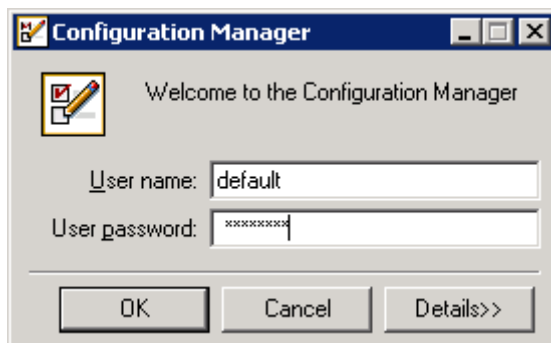 Configuration Manager
Welcome to the Configuration Manager
User name: default
User password: ********
OK Cancel Details>>